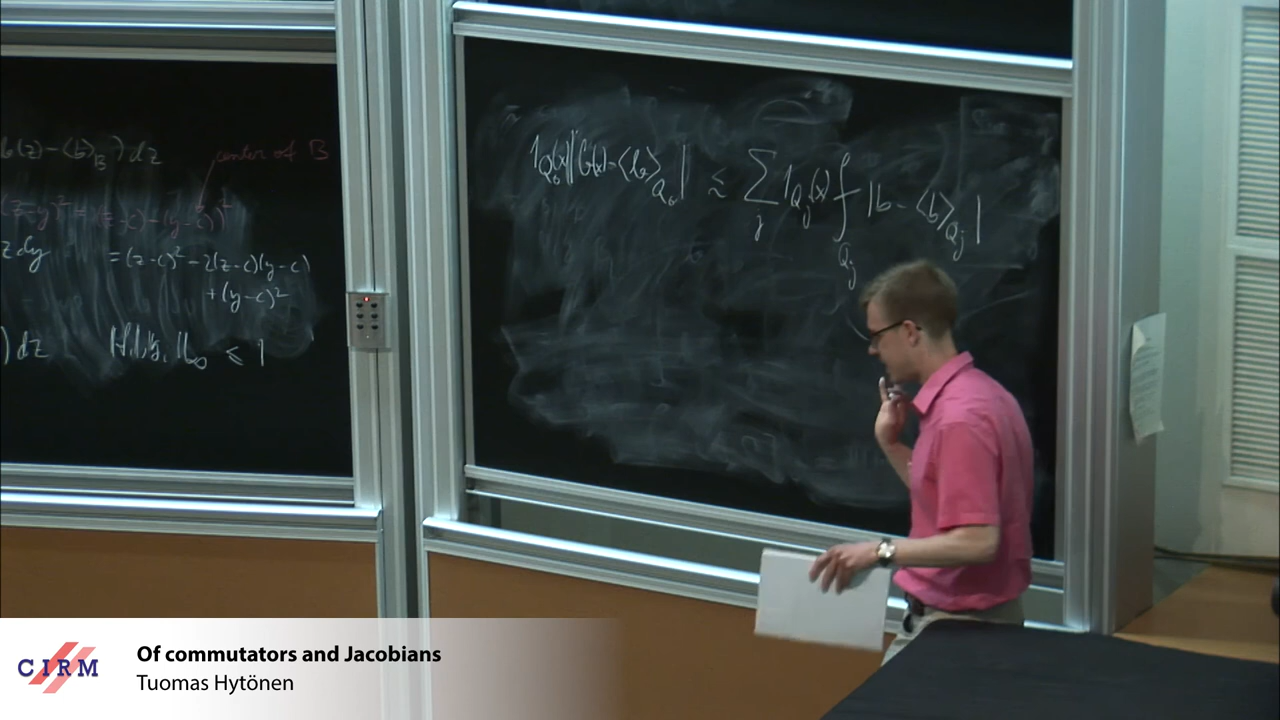 b(z) - ⟨b⟩_B ) dz
center of B
(z-y)² = ((z-c)-(y-c))²
z dy = (z-c)² - 2(z-c)(y-c)
+ (y-c)²
) dz
≤ 1
1_{Q_0}(x) |b(x) - ⟨b⟩_{Q_0}| ≲ ∑_j 1_{Q_j}(x) ⨍_{Q_j} |b - ⟨b⟩_{Q_j}|
CIRM
Of commutators and Jacobians
Tuomas Hytönen